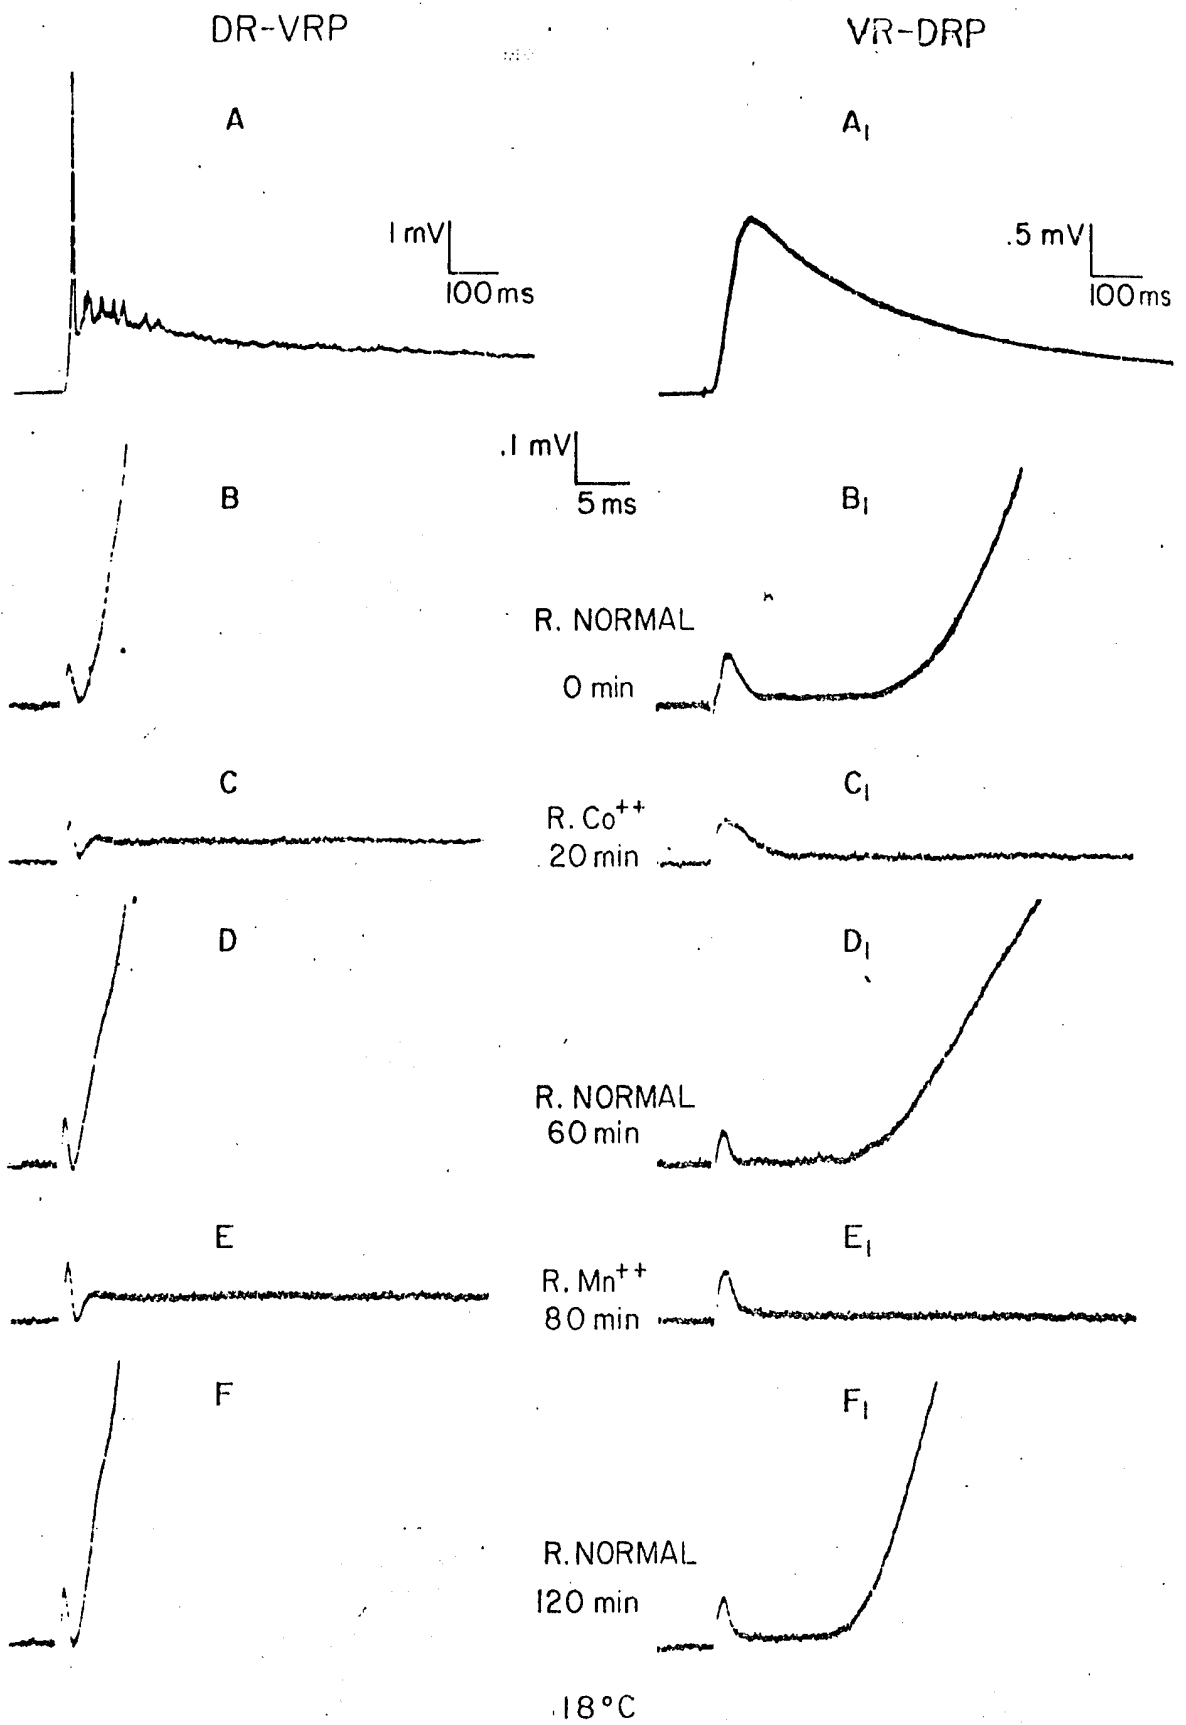 DR-VRP
VR-DRP
A
A₁
1 mV
100 ms
.5 mV
100 ms
.1 mV
5 ms
B
B₁
R. NORMAL
0 min
C
C₁
R. Co⁺⁺
20 min
D
D₁
R. NORMAL
60 min
E
E₁
R. Mn⁺⁺
80 min
F
F₁
R. NORMAL
120 min
18°C